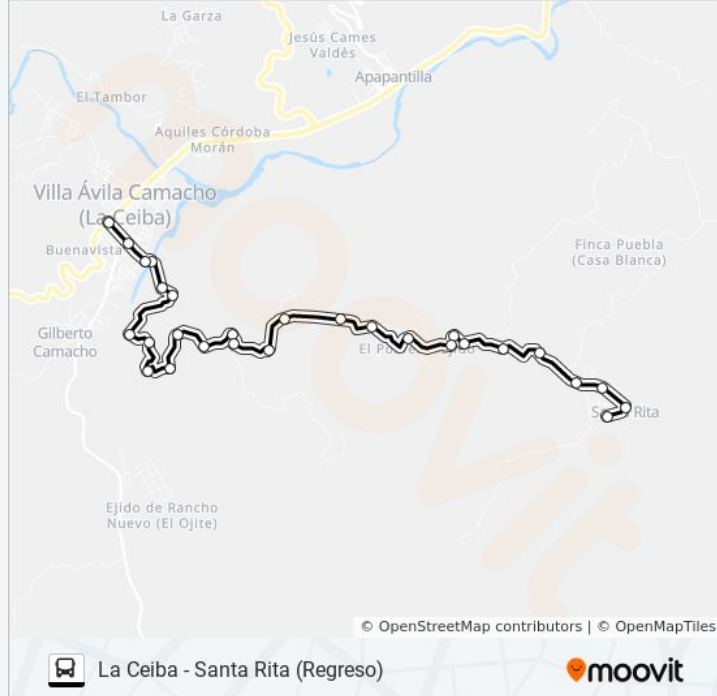 La Garza
Jesús Cames
Valdés
Apapantilla
El Tambor
Aquiles Córdoba
Morán
Villa Ávila Camacho
(La Ceiba)
Buenavista
Finca Puebla
(Casa Blanca)
Gilberto
Camacho
Ejido de Rancho
Nuevo (El Ojite)
© OpenStreetMap contributors | © OpenMapTiles
La Ceiba - Santa Rita (Regreso)
moovit